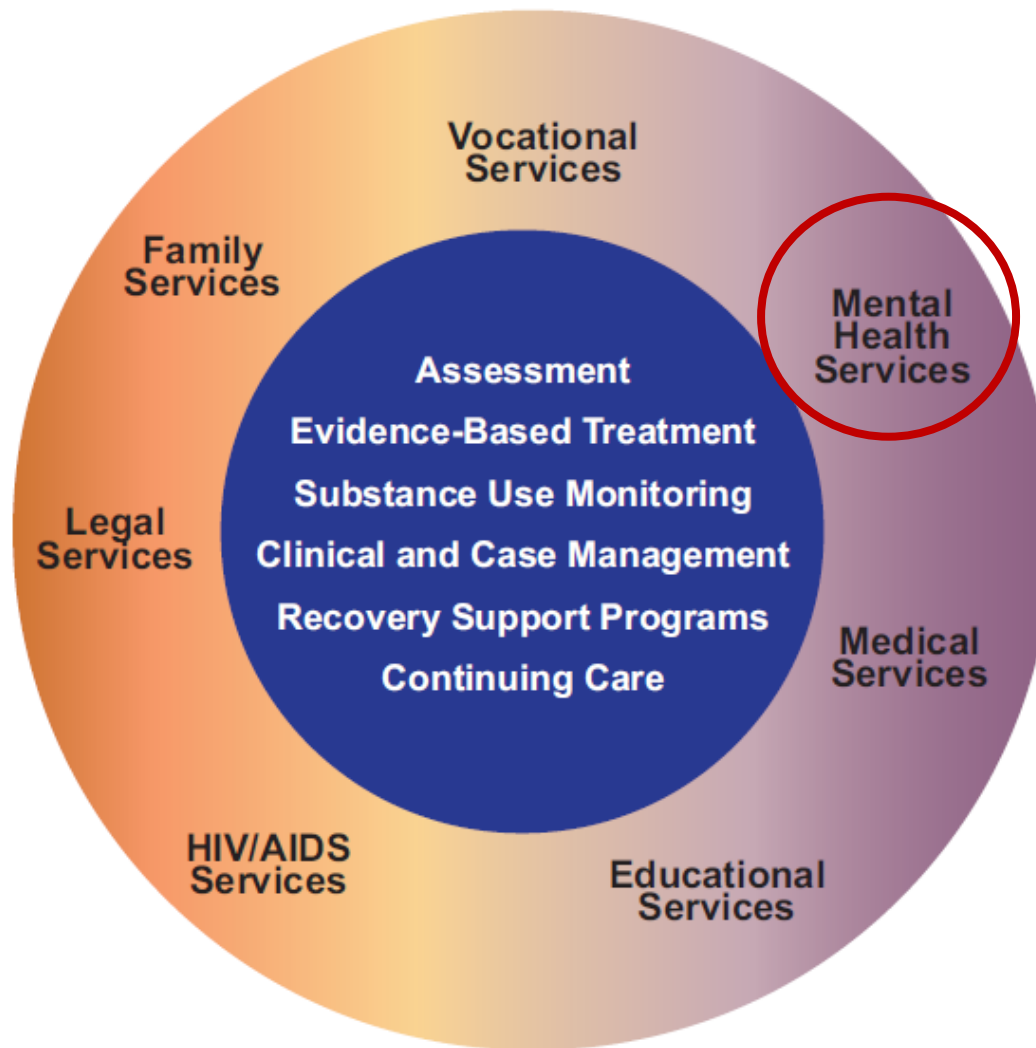 Vocational
Services
Family
Services
Mental
Health
Services
Assessment
Evidence-Based Treatment
Substance Use Monitoring
Clinical and Case Management
Recovery Support Programs
Continuing Care
Legal
Services
Medical
Services
HIV/AIDS
Services
Educational
Services